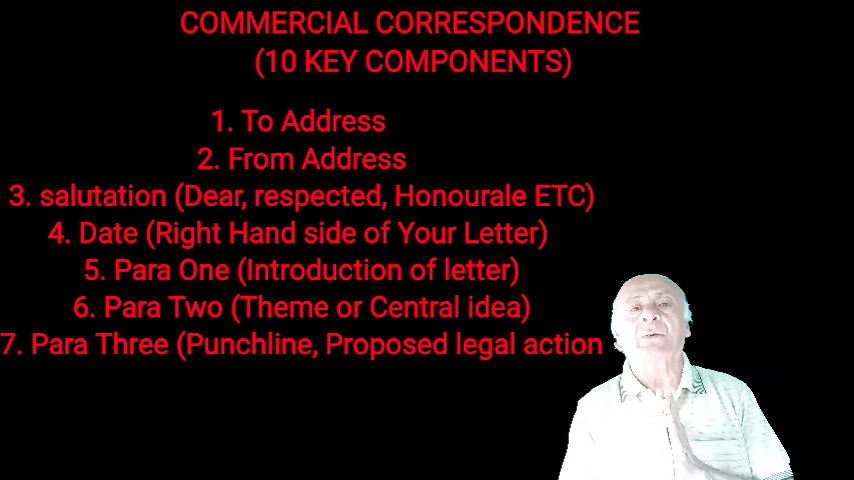 COMMERCIAL CORRESPONDENCE
(10 KEY COMPONENTS)
1. To Address
2. From Address
3. salutation (Dear, respected, Honourale ETC)
4. Date (Right Hand side of Your Letter)
5. Para One (Introduction of letter)
6. Para Two (Theme or Central idea)
7. Para Three (Punchline, Proposed legal action